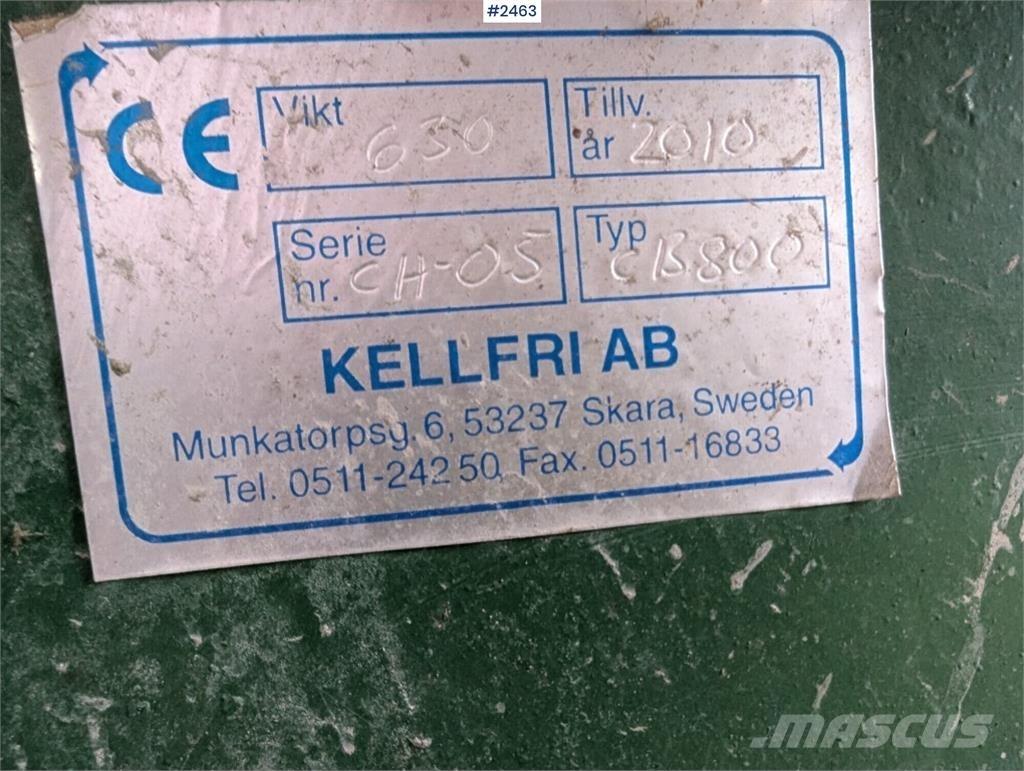 #2463
CE
Vikt 630
Tillv. år 2010
Serie nr. CH-05
Typ CB800
KELLFRI AB
Munkatorpsg. 6, 53237 Skara, Sweden
Tel. 0511-242 50, Fax. 0511-16833
MASCUS